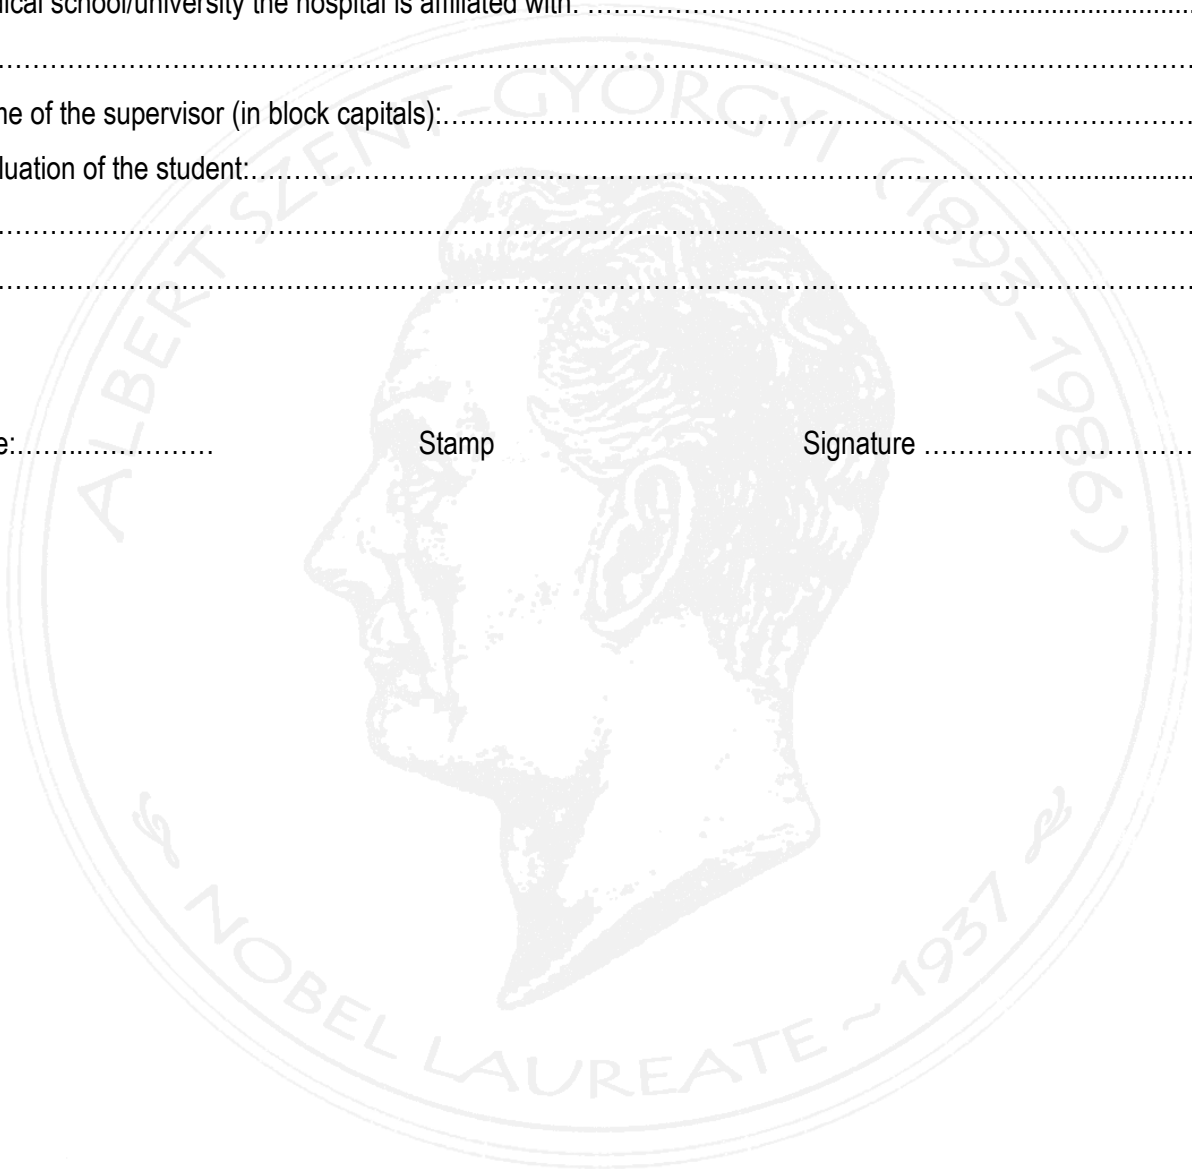 ical school/university the hospital is affiliated with: ……………………………………………........................
……………………………………………………………………………………………………………………
e of the supervisor (in block capitals):……………………………………………………………………………
luation of the student:…………………………………………………………………………………..................
……………………………………………………………………………………………………………………
……………………………………………………………………………………………………………………
e:……..…………… Stamp Signature ……………………………
ALBERT SZENT-GYÖRGYI (1893-1986)
NOBEL LAUREATE ~ 1937